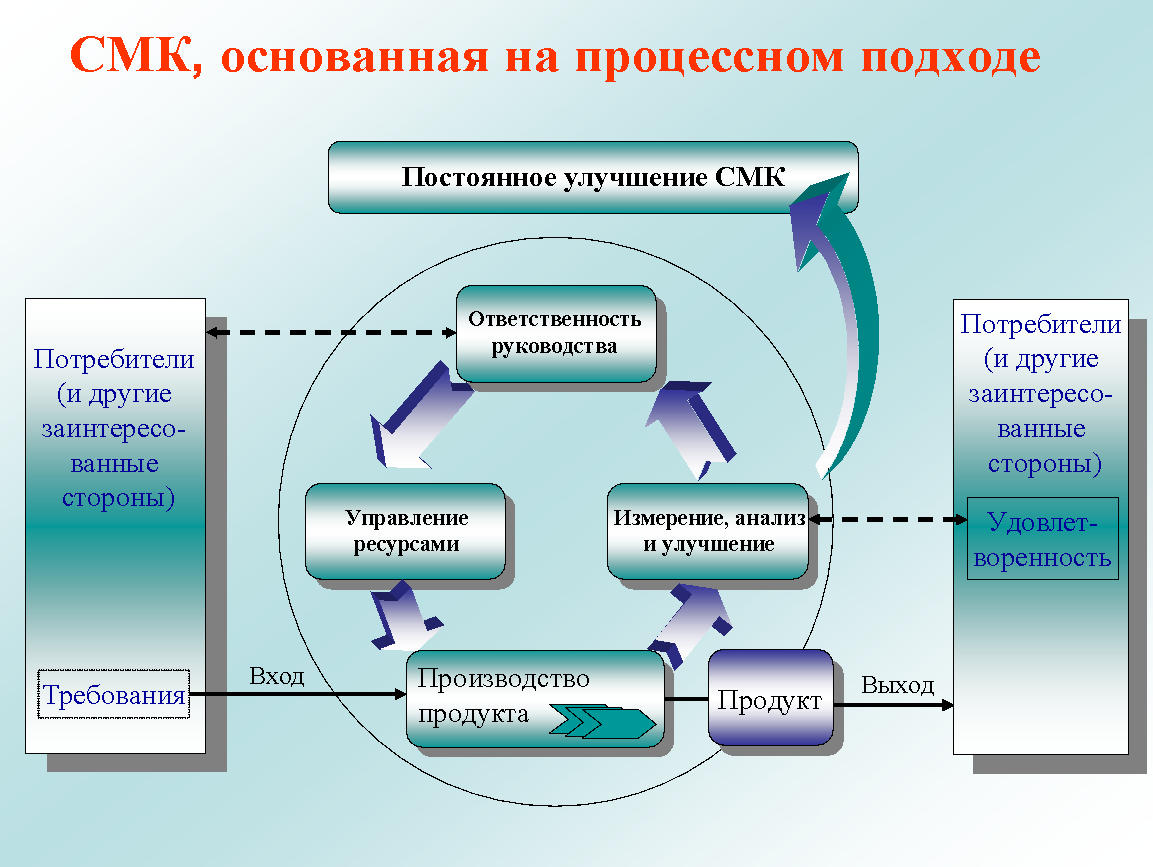 СМК, основанная на процессном подходе
Постоянное улучшение СМК
Ответственность
руководства
Потребители
(и другие
заинтересо-
ванные
стороны)
Потребители
(и другие
заинтересо-
ванные
стороны)
Управление
ресурсами
Измерение, анализ
и улучшение
Удовлет-
воренность
Требования
Вход
Производство
продукта
Продукт
Выход